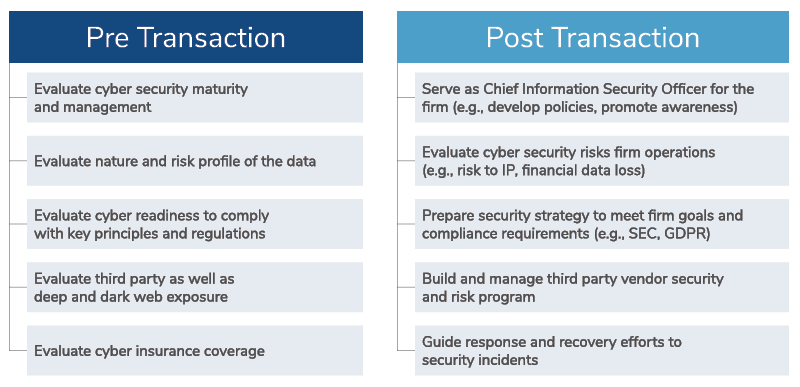 Pre Transaction
Evaluate cyber security maturity
and management
Evaluate nature and risk profile of the data
Evaluate cyber readiness to comply
with key principles and regulations
Evaluate third party as well as
deep and dark web exposure
Evaluate cyber insurance coverage
Post Transaction
Serve as Chief Information Security Officer for the
firm (e.g., develop policies, promote awareness)
Evaluate cyber security risks firm operations
(e.g., risk to IP, financial data loss)
Prepare security strategy to meet firm goals and
compliance requirements (e.g., SEC, GDPR)
Build and manage third party vendor security
and risk program
Guide response and recovery efforts to
security incidents